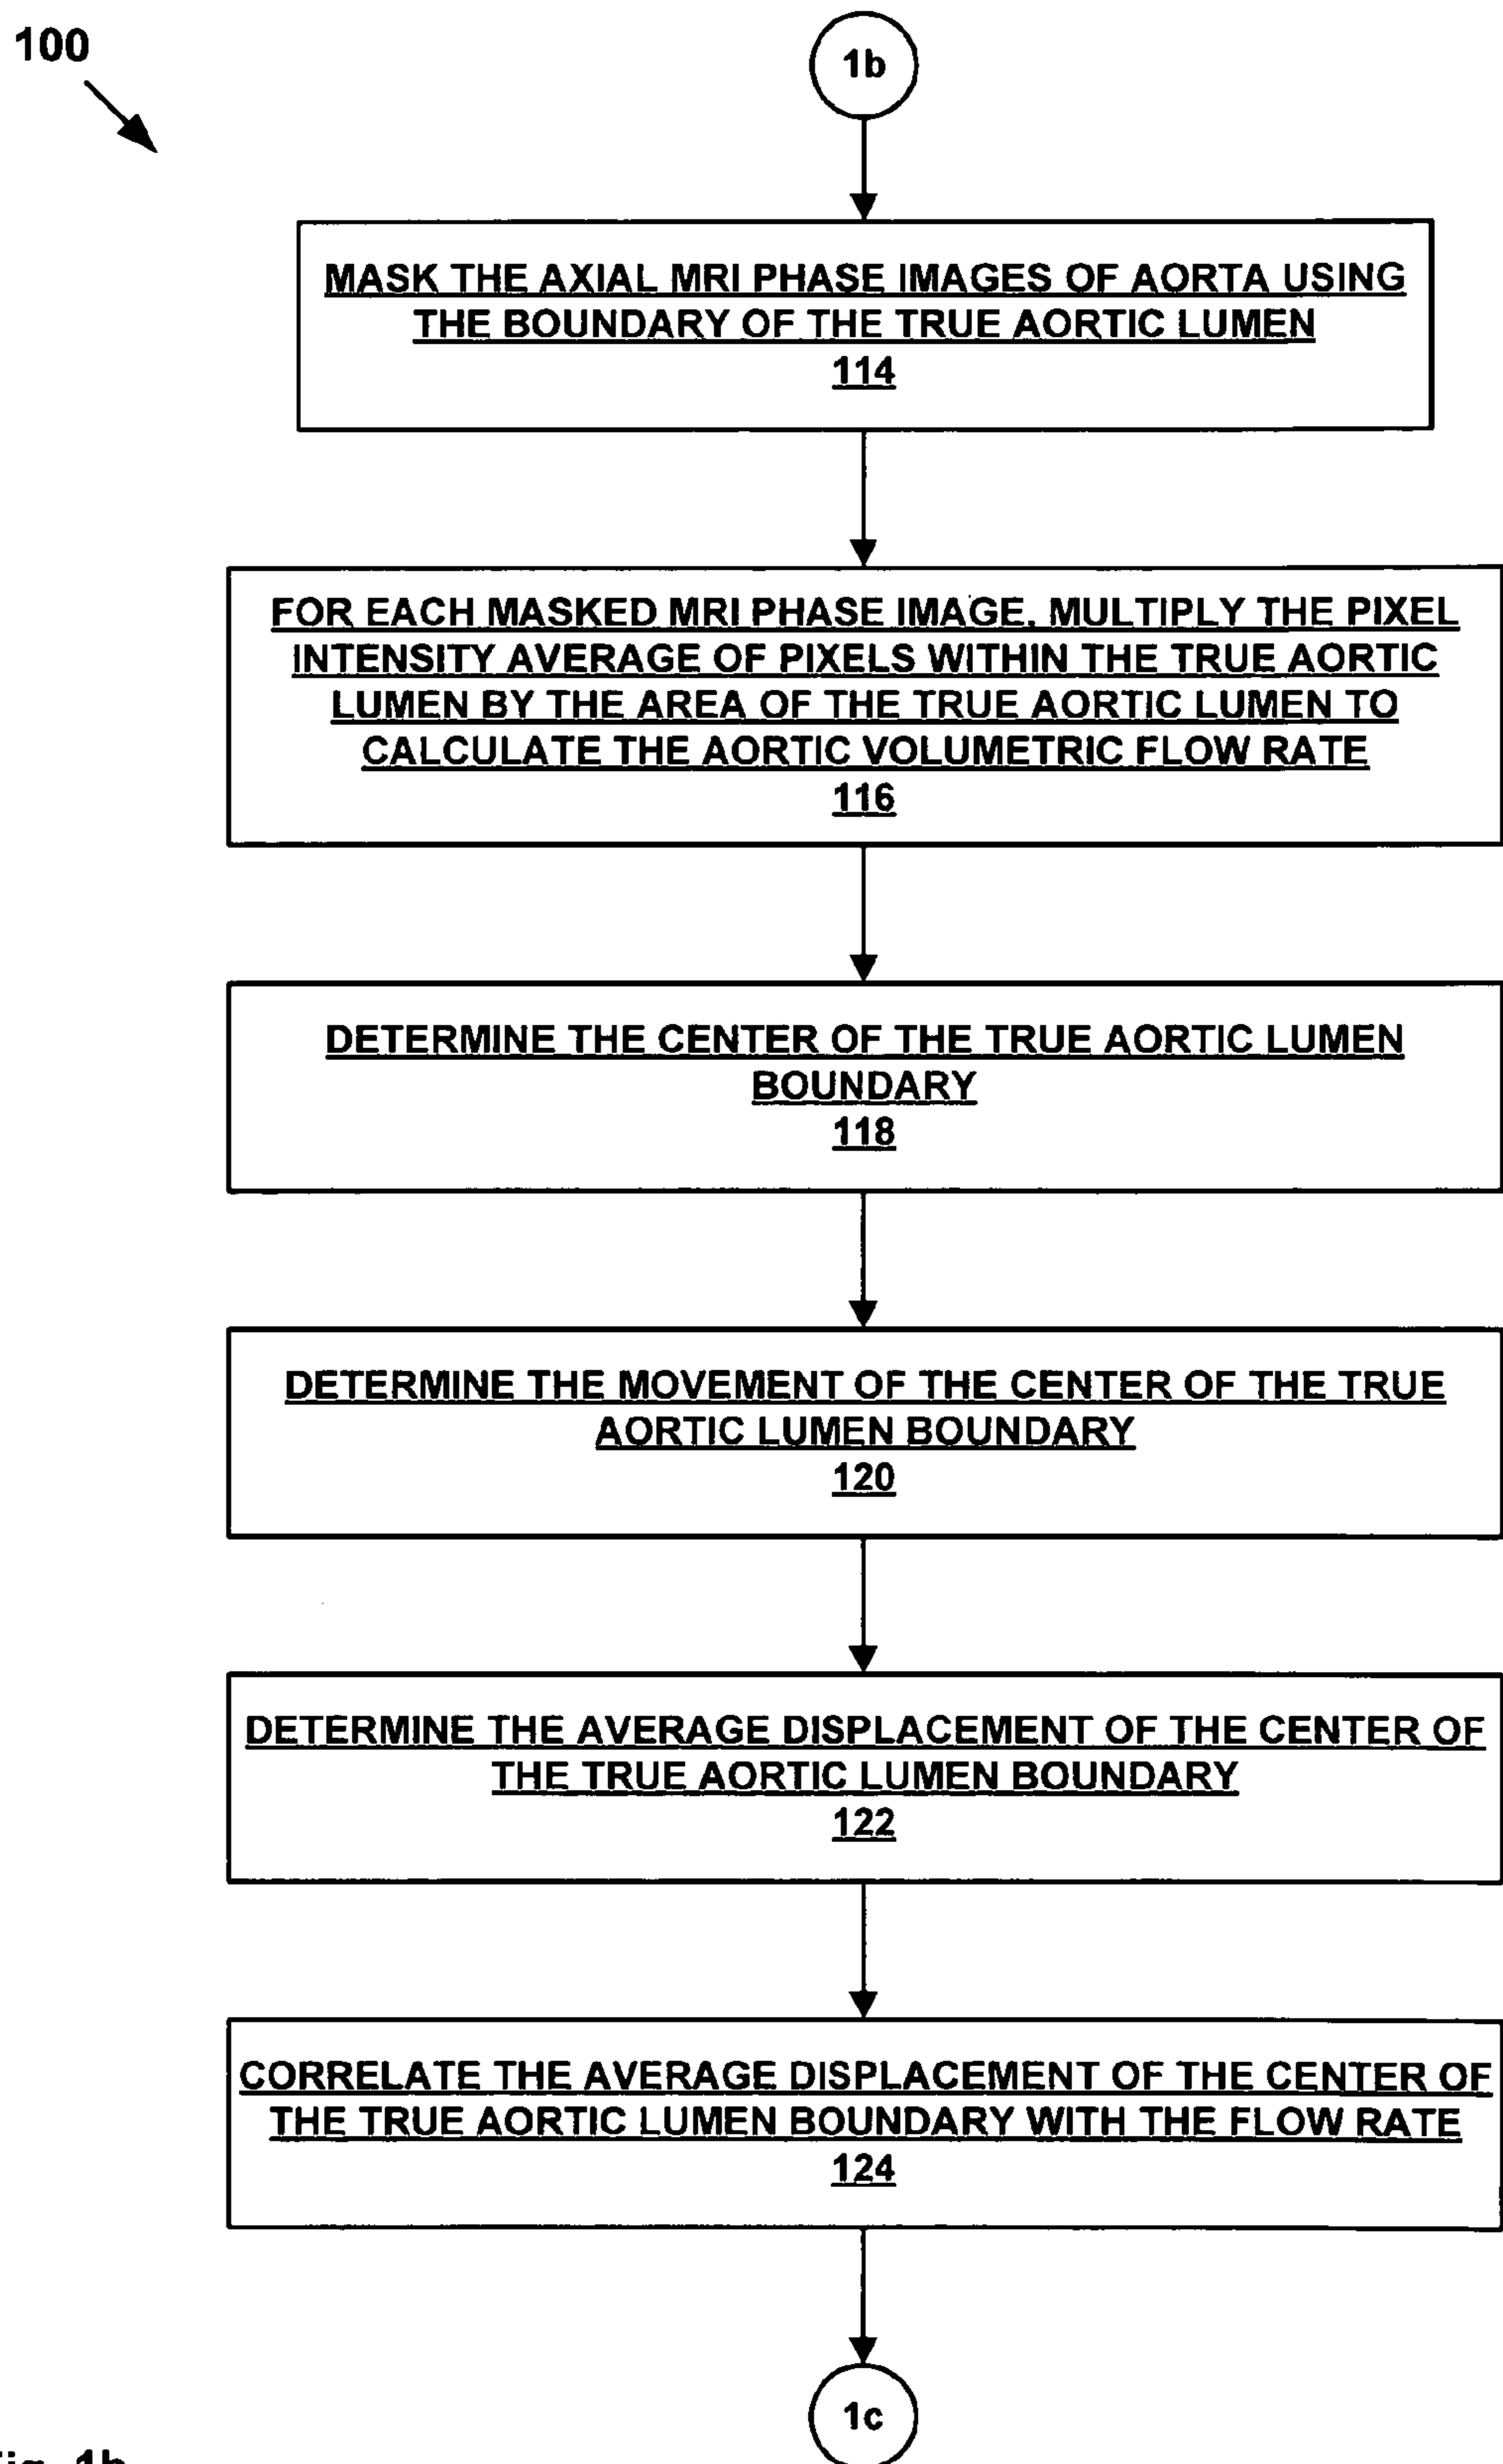 100
1b
MASK THE AXIAL MRI PHASE IMAGES OF AORTA USING
THE BOUNDARY OF THE TRUE AORTIC LUMEN
114
FOR EACH MASKED MRI PHASE IMAGE, MULTIPLY THE PIXEL
INTENSITY AVERAGE OF PIXELS WITHIN THE TRUE AORTIC
LUMEN BY THE AREA OF THE TRUE AORTIC LUMEN TO
CALCULATE THE AORTIC VOLUMETRIC FLOW RATE
116
DETERMINE THE CENTER OF THE TRUE AORTIC LUMEN
BOUNDARY
118
DETERMINE THE MOVEMENT OF THE CENTER OF THE TRUE
AORTIC LUMEN BOUNDARY
120
DETERMINE THE AVERAGE DISPLACEMENT OF THE CENTER OF
THE TRUE AORTIC LUMEN BOUNDARY
122
CORRELATE THE AVERAGE DISPLACEMENT OF THE CENTER OF
THE TRUE AORTIC LUMEN BOUNDARY WITH THE FLOW RATE
124
1c
Fig. 1b